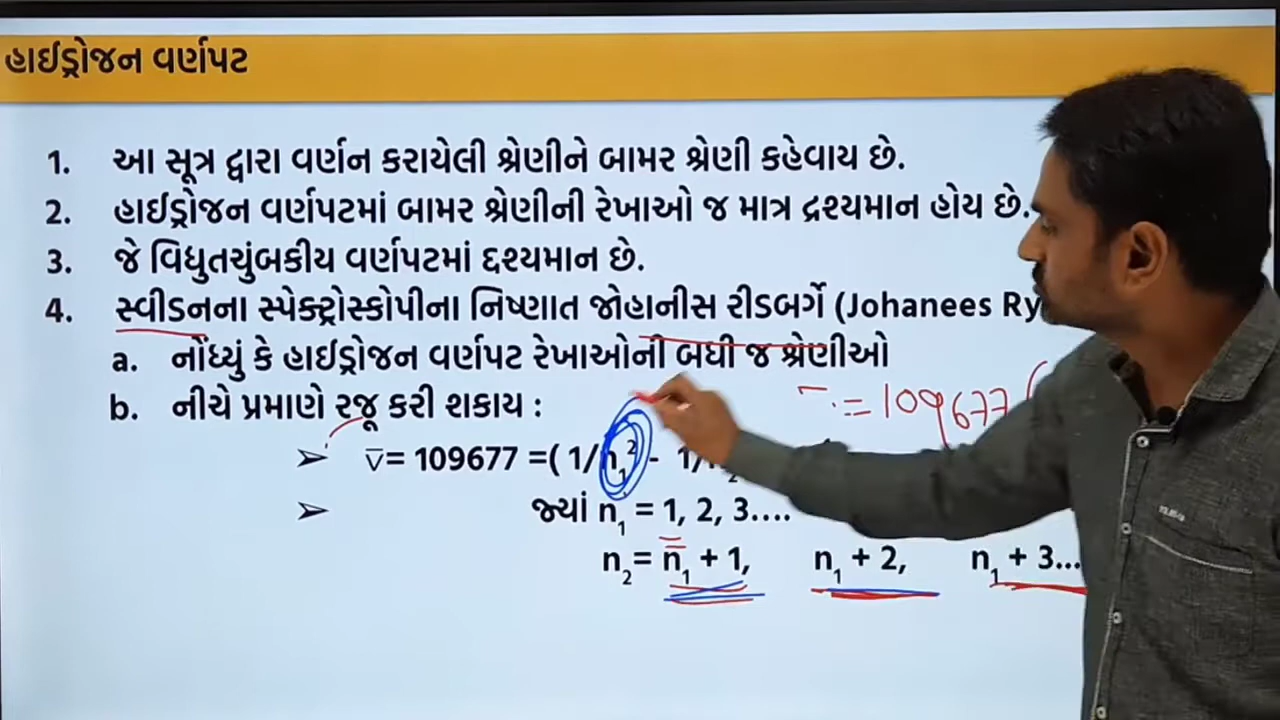 હાઈડ્રોજન વર્ણપટ
1. આ સૂત્ર દ્વારા વર્ણન કરાયેલી શ્રેણીને બામર શ્રેણી કહેવાય છે.
2. હાઈડ્રોજન વર્ણપટમાં બામર શ્રેણીની રેખાઓ જ માત્ર દ્રશ્યમાન હોય છે.
3. જે વિદ્યુતચુંબકીય વર્ણપટમાં દ્દશ્યમાન છે.
4. સ્વીડનના સ્પેક્ટ્રોસ્કોપીના નિષ્ણાત જોહાનીસ રીડબર્ગે (Johanees
a. નોંધ્યું કે હાઈડ્રોજન વર્ણપટ રેખાઓની બધી જ શ્રેણીઓ
b. નીચે પ્રમાણે રજૂ કરી શકાય :
= 109677 (
➢ v̅= 109677 =( 1/n₁² - 1/
➢ જ્યાં n₁ = 1, 2, 3....
n₂= n₁ + 1, n₁ + 2, n₁ + 3...